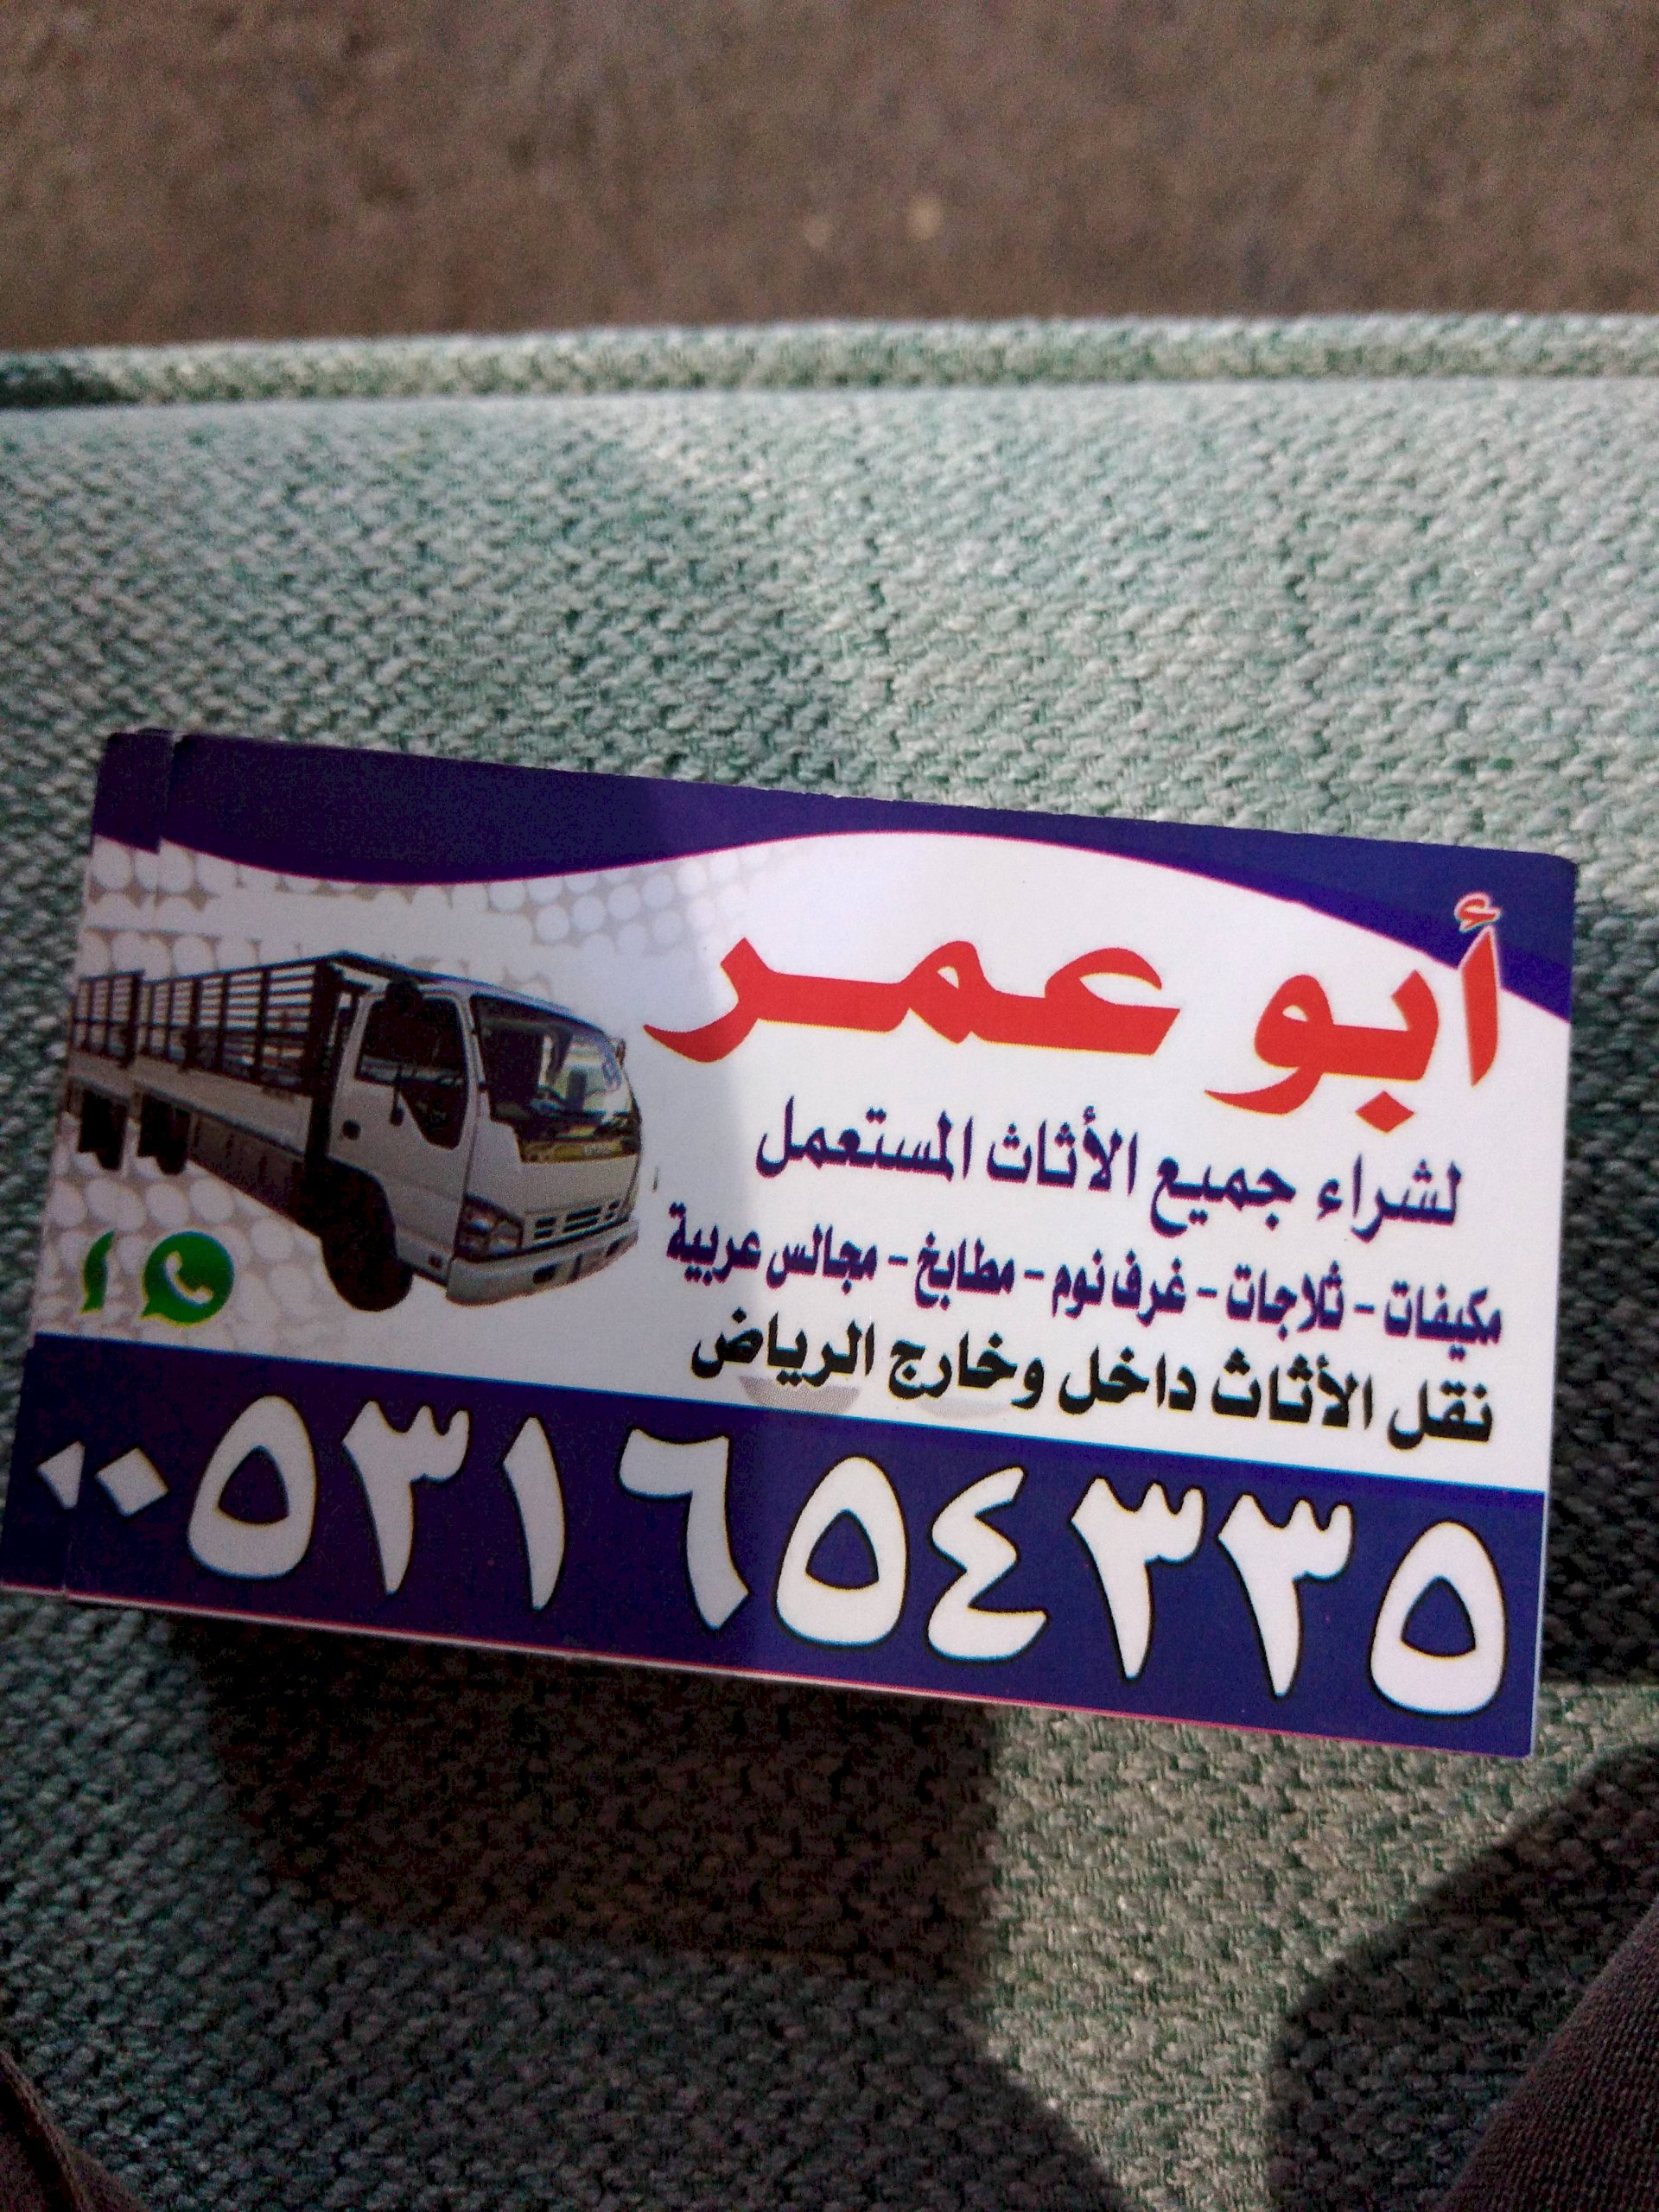 أبو عمر
لشراء جميع الأثاث المستعمل
مكيفات - ثلاجات - غرف نوم - مطابخ - مجالس عربية
نقل الأثاث داخل وخارج الرياض
٠٥٣١٦٥٤٣٣٥